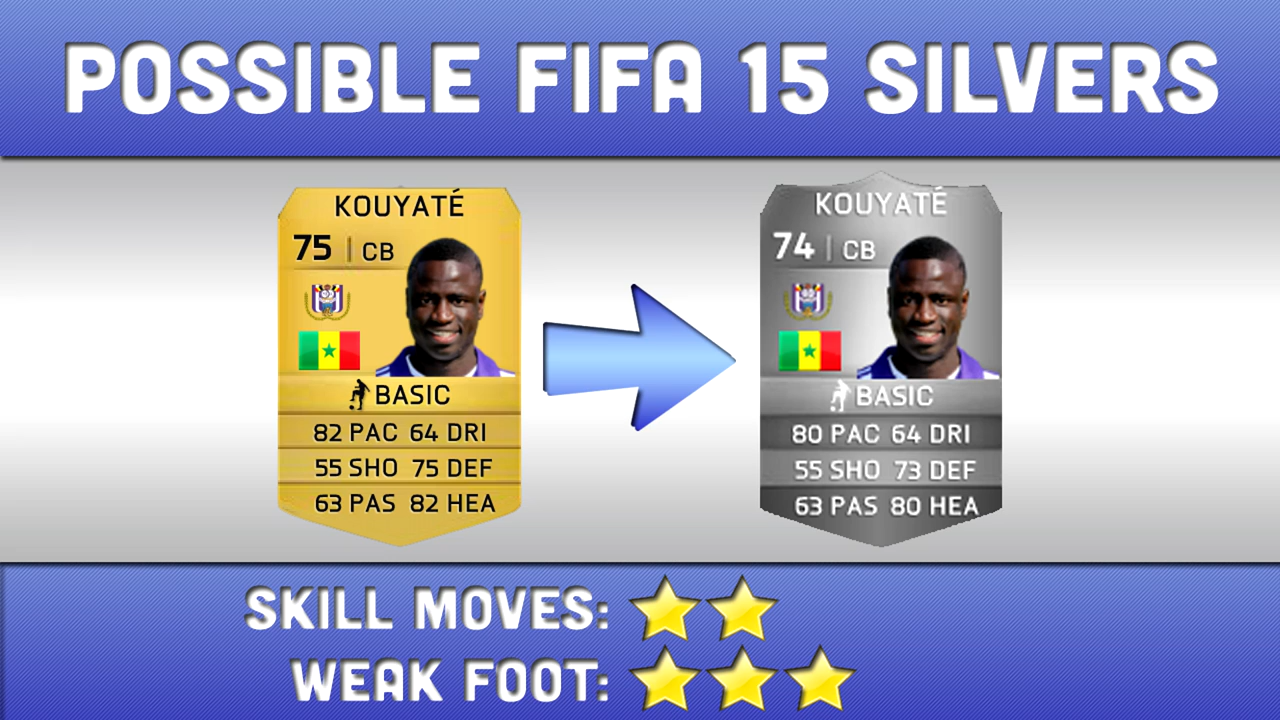 POSSIBLE FIFA 15 SILVERS
KOUYATÉ
75 | CB
BASIC
82 PAC 64 DRI
55 SHO 75 DEF
63 PAS 82 HEA
KOUYATÉ
74 | CB
BASIC
80 PAC 64 DRI
55 SHO 73 DEF
63 PAS 80 HEA
SKILL MOVES:
WEAK FOOT: